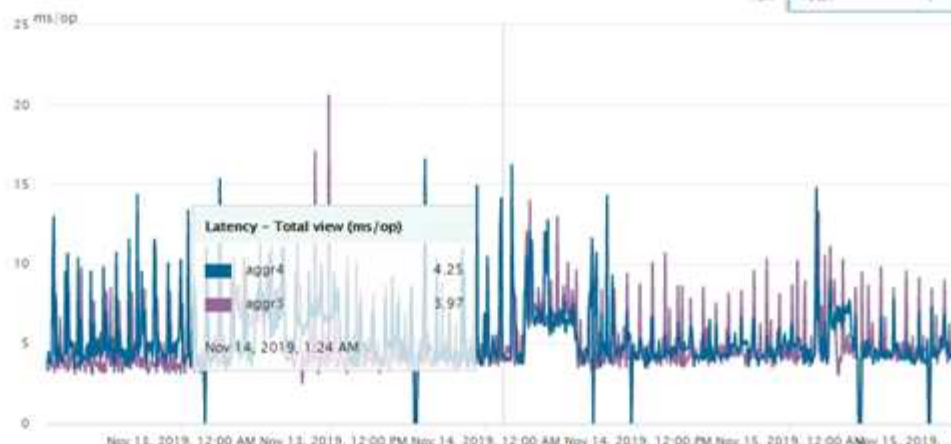 ms/op
25
20
15
10
5
0
Latency - Total view (ms/op)
aggr4 4.25
3.97
Nov 14, 2019, 1:24 AM
Nov 13, 2019, 12:00 AM Nov 13, 2019, 12:00 PM Nov 14, 2019, 12:00 AM Nov 14, 2019, 12:00 PM Nov 15, 2019, 12:00 AM Nov 15, 2019,